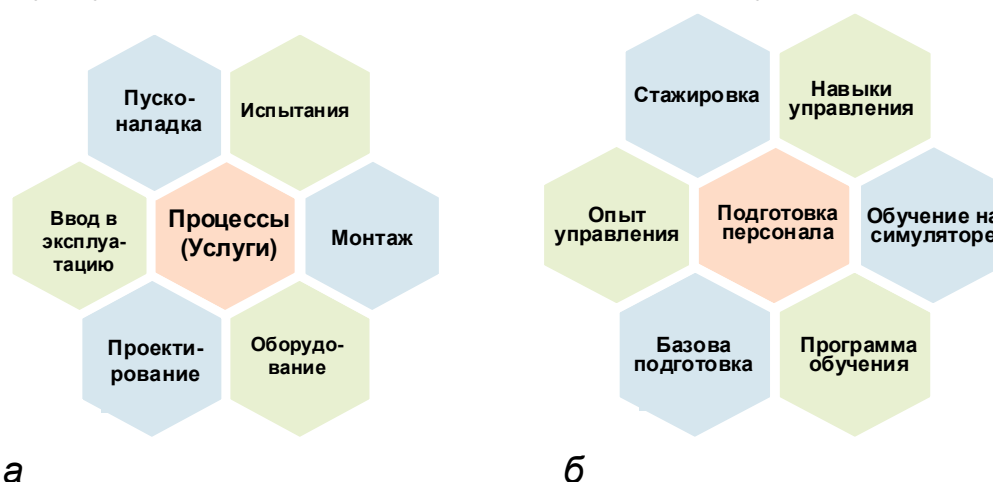 Пуско-
наладка
Испытания
Ввод в
эксплуа-
тацию
Процессы
(Услуги)
Монтаж
Проекти-
рование
Оборудо-
вание
а
Стажировка
Навыки
управления
Опыт
управления
Подготовка
персонала
Обучение на
симуляторе
Базова
подготовка
Программа
обучения
б